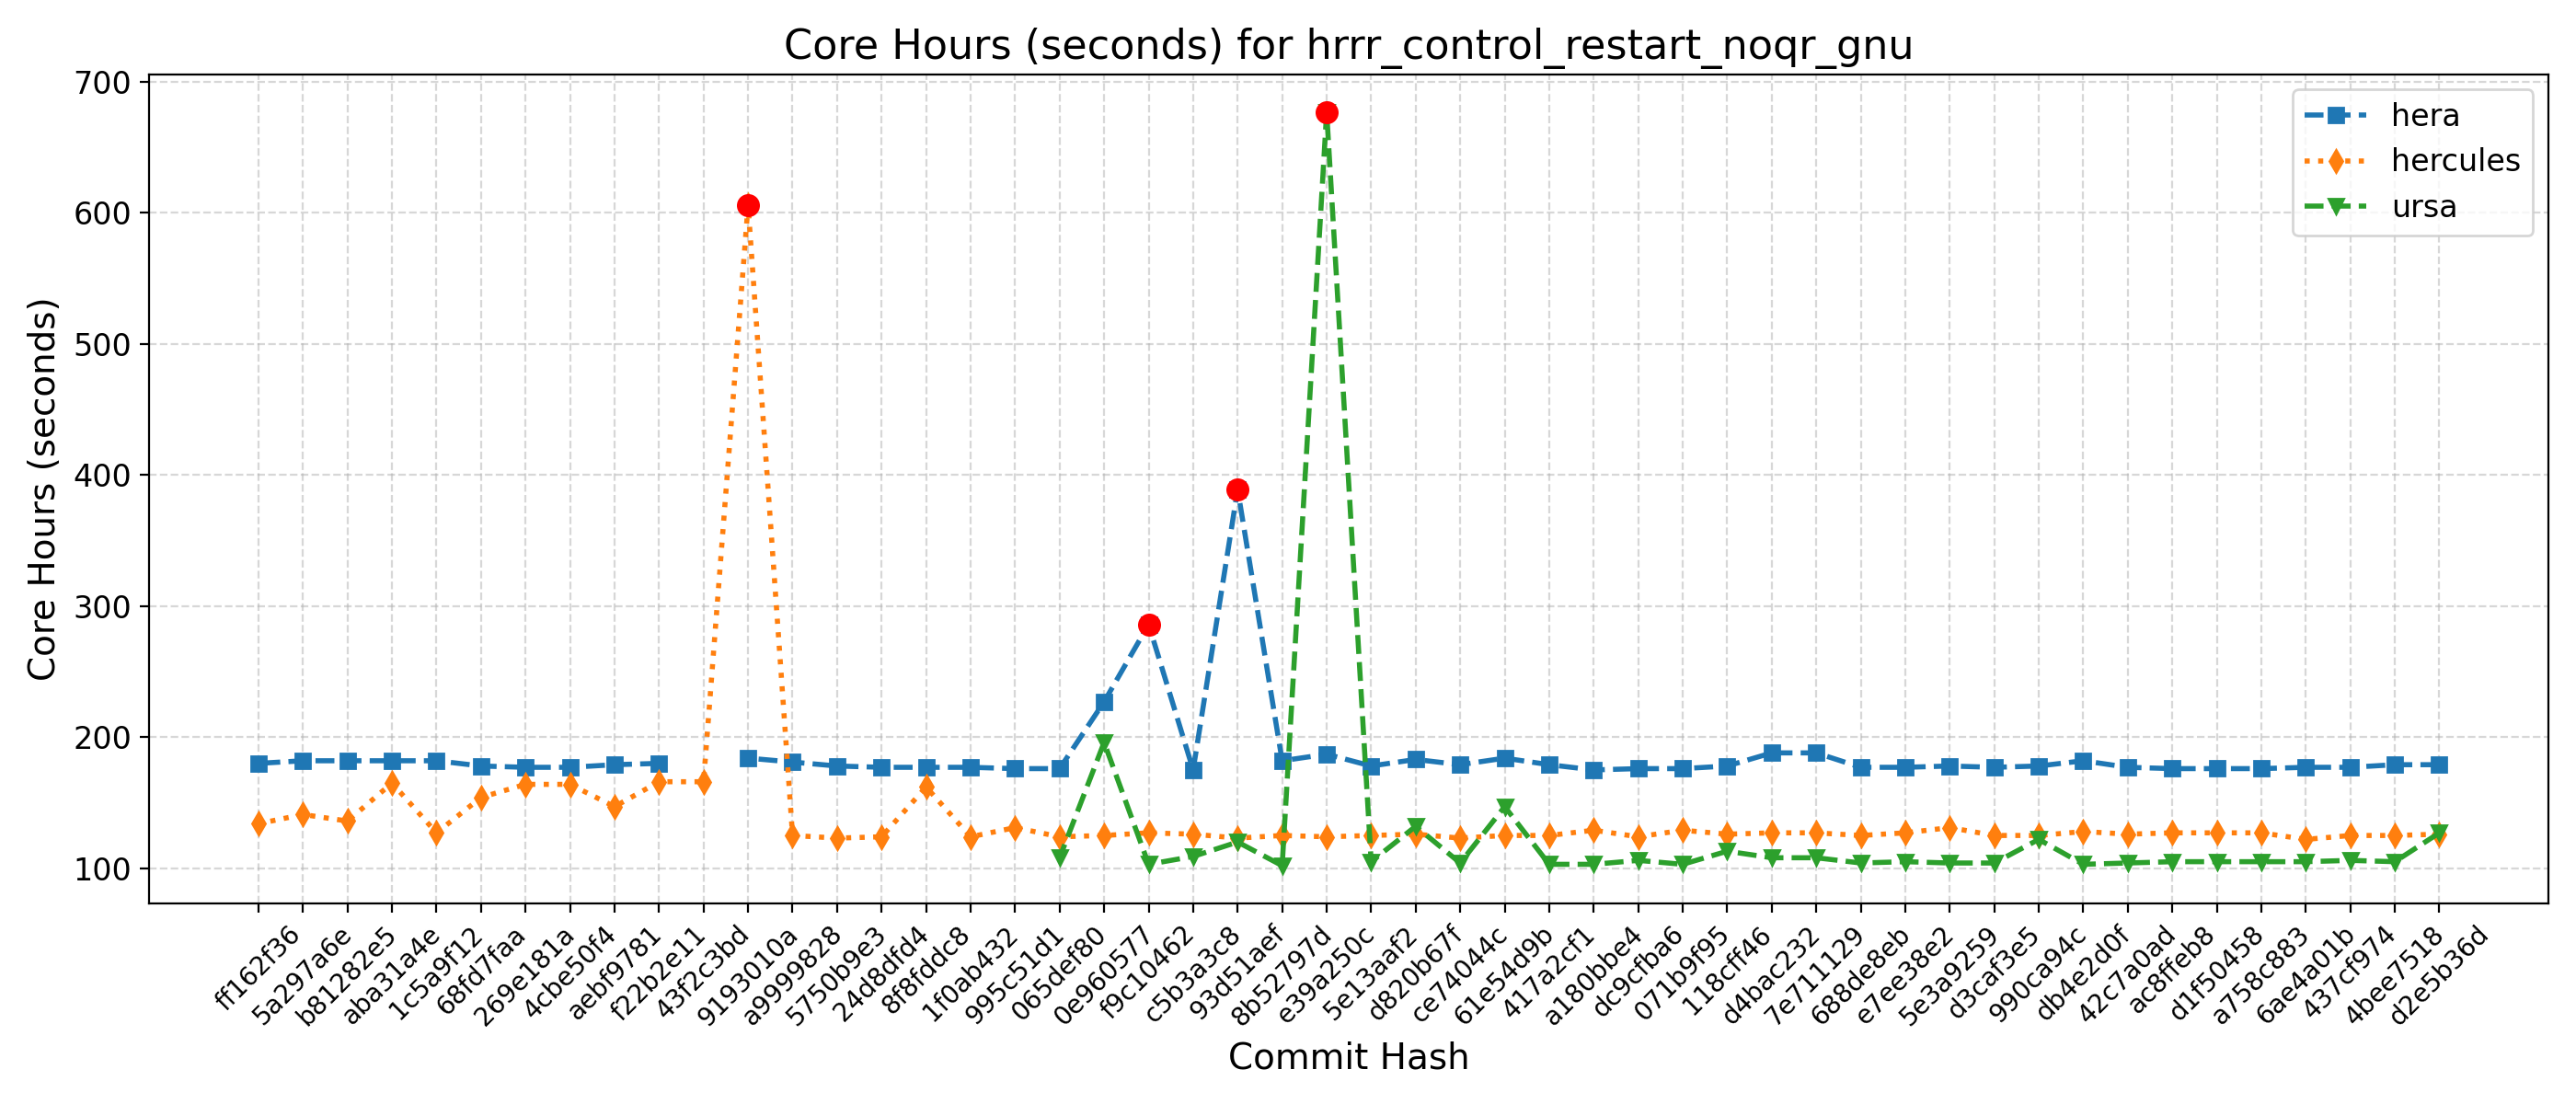 Core Hours (seconds) for hrrr_control_restart_noqr_gnu
700
600
500
400
300
200
100
Core Hours (seconds)
hera
hercules
ursa
ff162f36
5a297a6e
b81282e5
aba31a4e
1c5a9f12
68fd7faa
269e181a
4cbe50f4
aebf9781
f22b2e11
43f2c3bd
9193010a
a9999828
5750b9e3
24d8dfd4
8f8fddc8
1f0ab432
995c51d1
065def80
0e960577
f9c10462
c5b3a3c8
93d51aef
8b52797d
e39a250c
5e13aaf2
d820b67f
ce74044c
61e54d9b
417a2cf1
a180bbe4
dc9cfba6
071b9f95
118cff46
d4bac232
7e711129
688de8eb
e7ee38e2
5e3a9259
d3caf3e5
990ca94c
db4e2d0f
42c7a0ad
ac8ffeb8
d1f50458
a758c883
6ae4a01b
437cf974
4bee7518
d2e5b36d
Commit Hash